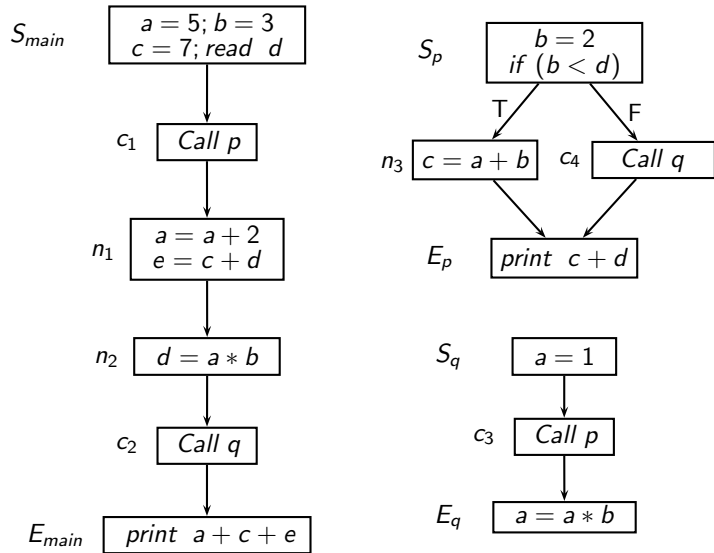 S_main
a = 5; b = 3
c = 7; read d
c_1
Call p
n_1
a = a + 2
e = c + d
n_2
d = a ∗ b
c_2
Call q
E_main
print a + c + e
S_p
b = 2
if (b < d)
T
F
n_3
c = a + b
c_4
Call q
E_p
print c + d
S_q
a = 1
c_3
Call p
E_q
a = a ∗ b